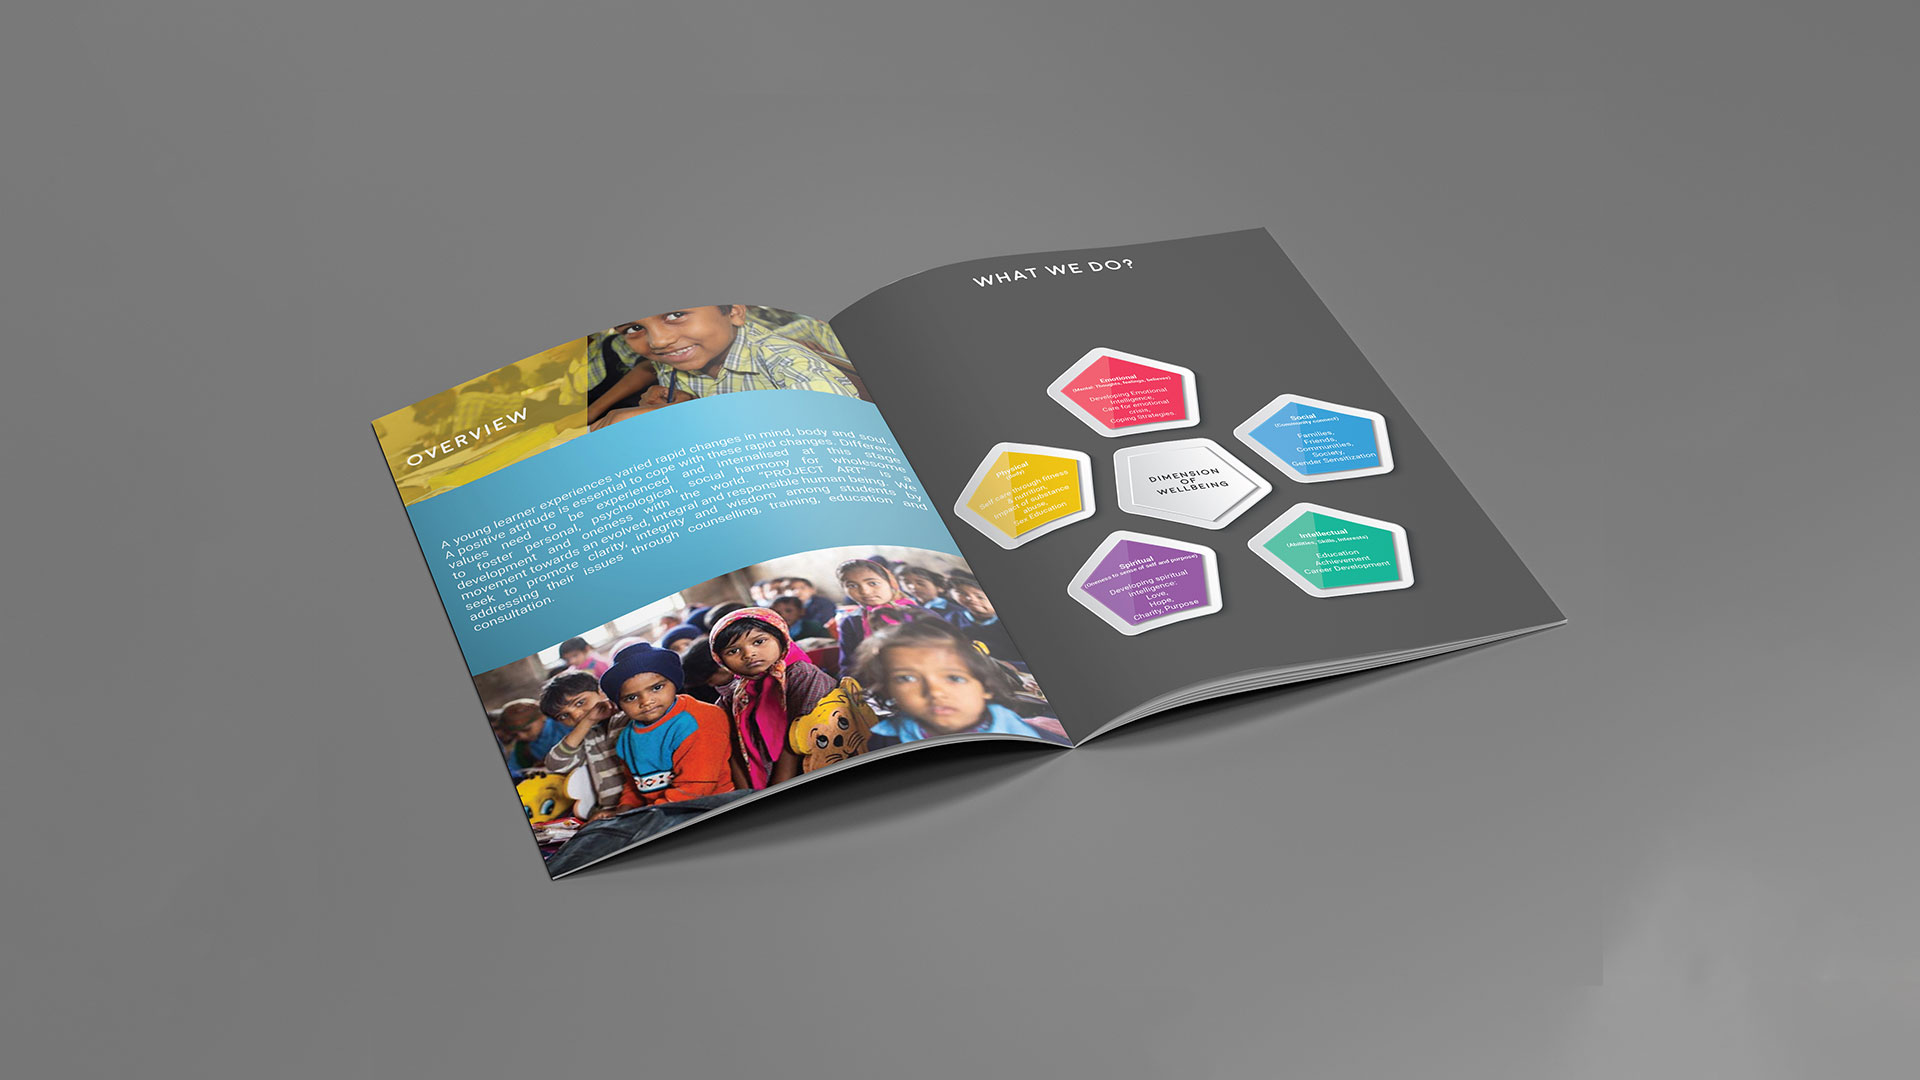 OVERVIEW
A young learner experiences varied rapid changes in mind, body and soul.
A positive attitude is essential to cope with these rapid changes. Different
values need to be experienced and internalised at this stage
to foster personal, psychological, social harmony for wholesome
development and oneness with the world. "PROJECT ART" is a
movement towards an evolved, integral and responsible human being. We
seek to promote clarity, integrity and wisdom among students by
addressing their issues through counselling, training, education and
consultation.
WHAT WE DO?
Emotional
(Mental: Thoughts, feelings, believes)
Developing Emotional
Intelligence,
Care for emotional
crisis,
Coping Strategies
Social
(Community connect)
Families,
Friends,
Communities,
Society,
Gender Sensitization
Physical
(Body)
Self care through fitness
& nutrition,
Impact of substance
abuse,
Sex Education
DIMENSION
OF
WELLBEING
Intellectual
(Abilities, Skills, Interests)
Education
Achievement
Career Development
Spiritual
(Oneness to sense of self and purpose)
Developing spiritual
intelligence:
Love,
Hope,
Charity, Purpose